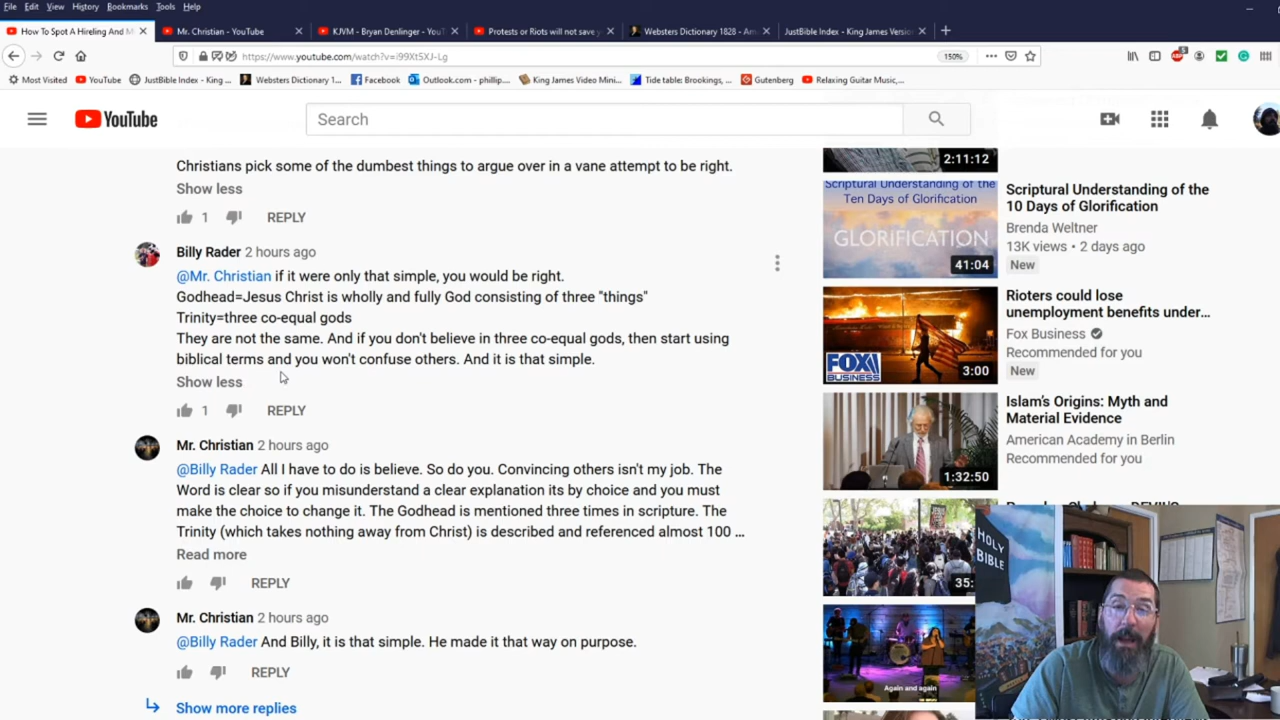 File Edit View History Bookmarks Tools Help
How To Spot A Hireling And M
Mr. Christian - YouTube
KJVM - Bryan Denlinger - YouT
Protests or Riots will not save y
Websters Dictionary 1828 - Am
JustBible Index - King James Versio
https://www.youtube.com/watch?v=i99Xt5XJ-Lg
150%
Most Visited
YouTube
JustBible Index - King ...
Websters Dictionary 1...
Facebook
Outlook.com - phillip...
King James Video Mini...
Tide table: Brookings, ...
Gutenberg
Relaxing Guitar Music,...
YouTube
Search
Christians pick some of the dumbest things to argue over in a vane attempt to be right.
Show less
1 REPLY
Billy Rader 2 hours ago
@Mr. Christian if it were only that simple, you would be right.
Godhead=Jesus Christ is wholly and fully God consisting of three "things"
Trinity=three co-equal gods
They are not the same. And if you don't believe in three co-equal gods, then start using
biblical terms and you won't confuse others. And it is that simple.
Show less
1 REPLY
Mr. Christian 2 hours ago
@Billy Rader All I have to do is believe. So do you. Convincing others isn't my job. The
Word is clear so if you misunderstand a clear explanation its by choice and you must
make the choice to change it. The Godhead is mentioned three times in scripture. The
Trinity (which takes nothing away from Christ) is described and referenced almost 100 ...
Read more
REPLY
Mr. Christian 2 hours ago
@Billy Rader And Billy, it is that simple. He made it that way on purpose.
REPLY
Show more replies
2:11:12
Scriptural Understanding of the
Ten Days of Glorification
GLORIFICATION
41:04
Scriptural Understanding of the
10 Days of Glorification
Brenda Weltner
13K views • 2 days ago
New
FOX
BUSINESS
3:00
Rioters could lose
unemployment benefits under...
Fox Business
Recommended for you
New
1:32:50
Islam's Origins: Myth and
Material Evidence
American Academy in Berlin
Recommended for you
35:
Again and again
HOLY
BIBLE